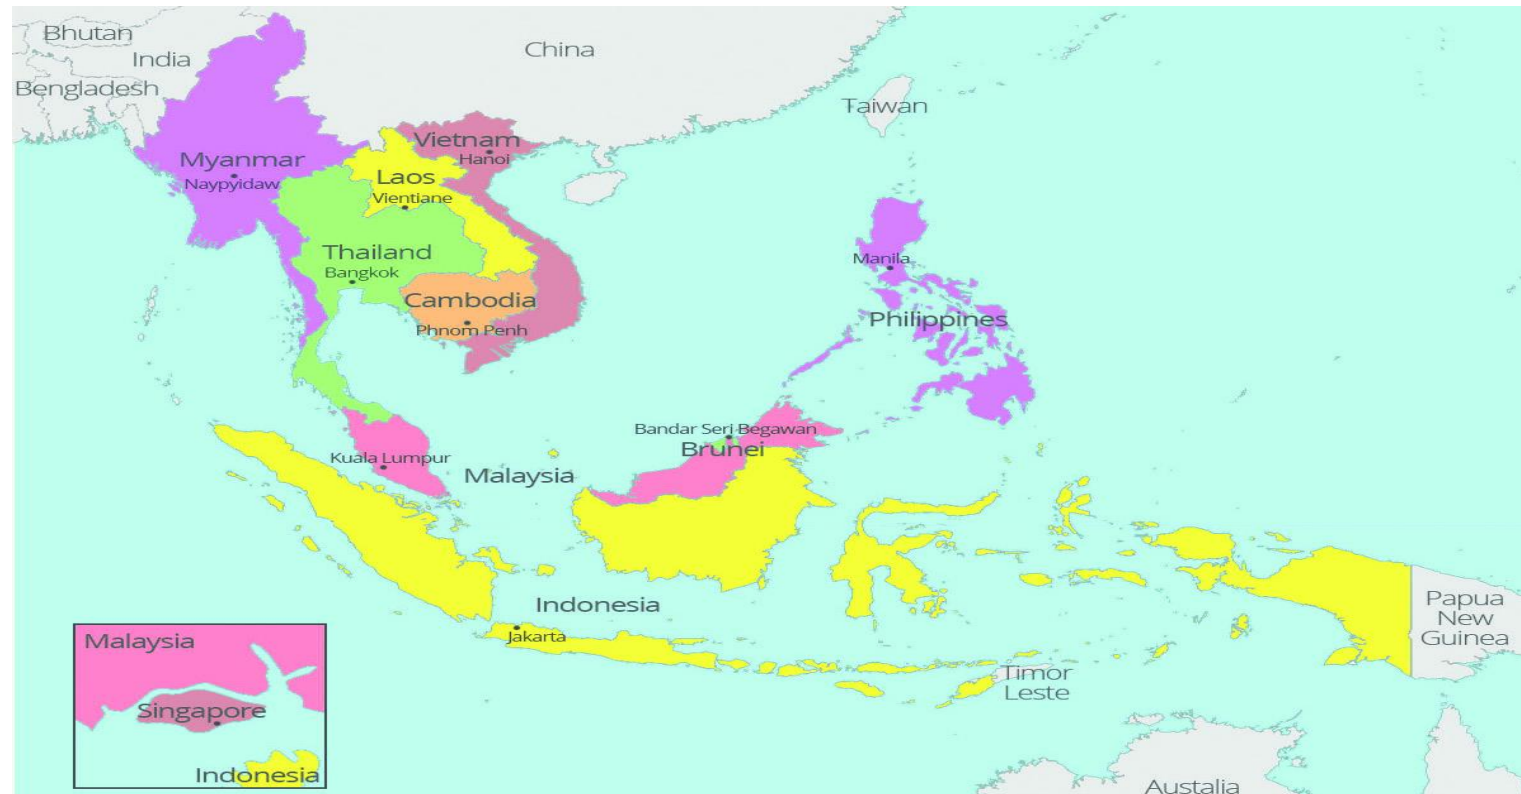 Bhutan
India
Bangladesh
China
Taiwan
Myanmar
Naypyidaw
Vietnam
Hanoi
Laos
Vientiane
Thailand
Bangkok
Cambodia
Phnom Penh
Manila
Philippines
Kuala Lumpur
Malaysia
Bandar Seri Begawan
Brunei
Indonesia
Jakarta
Papua
New
Guinea
Timor
Leste
Malaysia
Singapore
Indonesia
Austalia